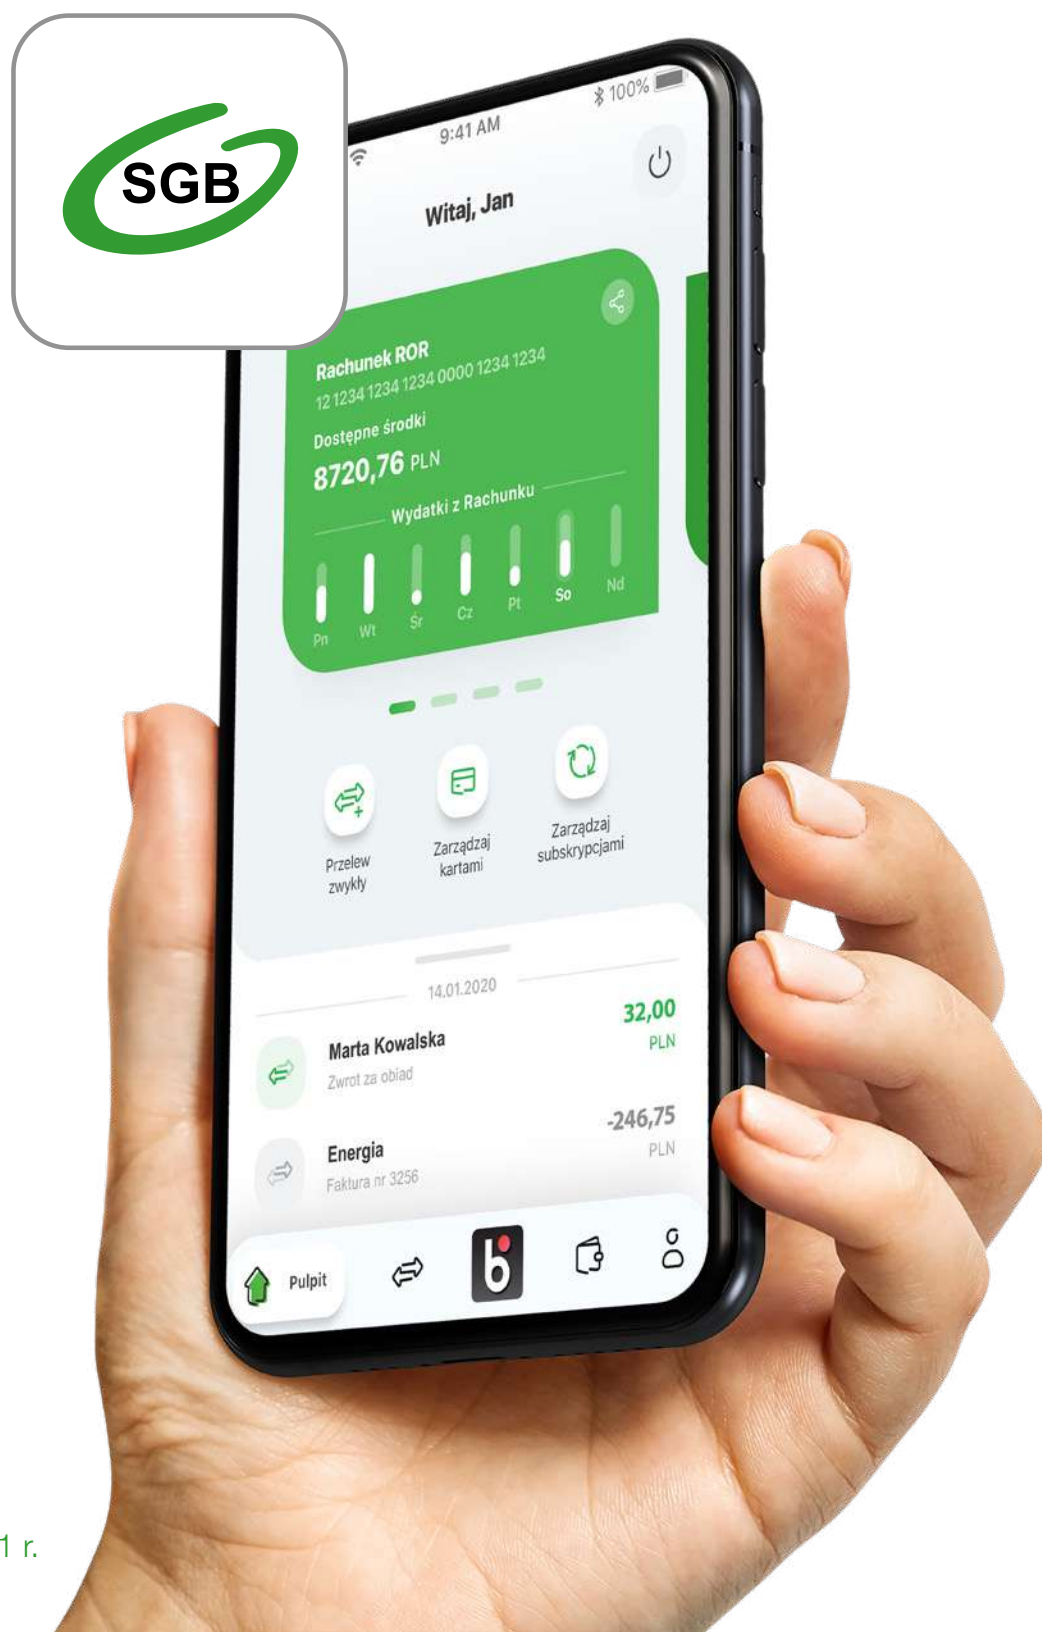 SGB
9:41 AM
100%
Witaj, Jan
Rachunek ROR
12 1234 1234 1234 0000 1234 1234
Dostępne środki
8720,76 PLN
Wydatki z Rachunku
Pn Wt Śr Cz Pt So Nd
Przelew
zwykły
Zarządzaj
kartami
Zarządzaj
subskrypcjami
14.01.2020
Marta Kowalska
32,00
Zwrot za obiad
PLN
Energia
-246,75
Faktura nr 3256
PLN
Pulpit
b
1 r.